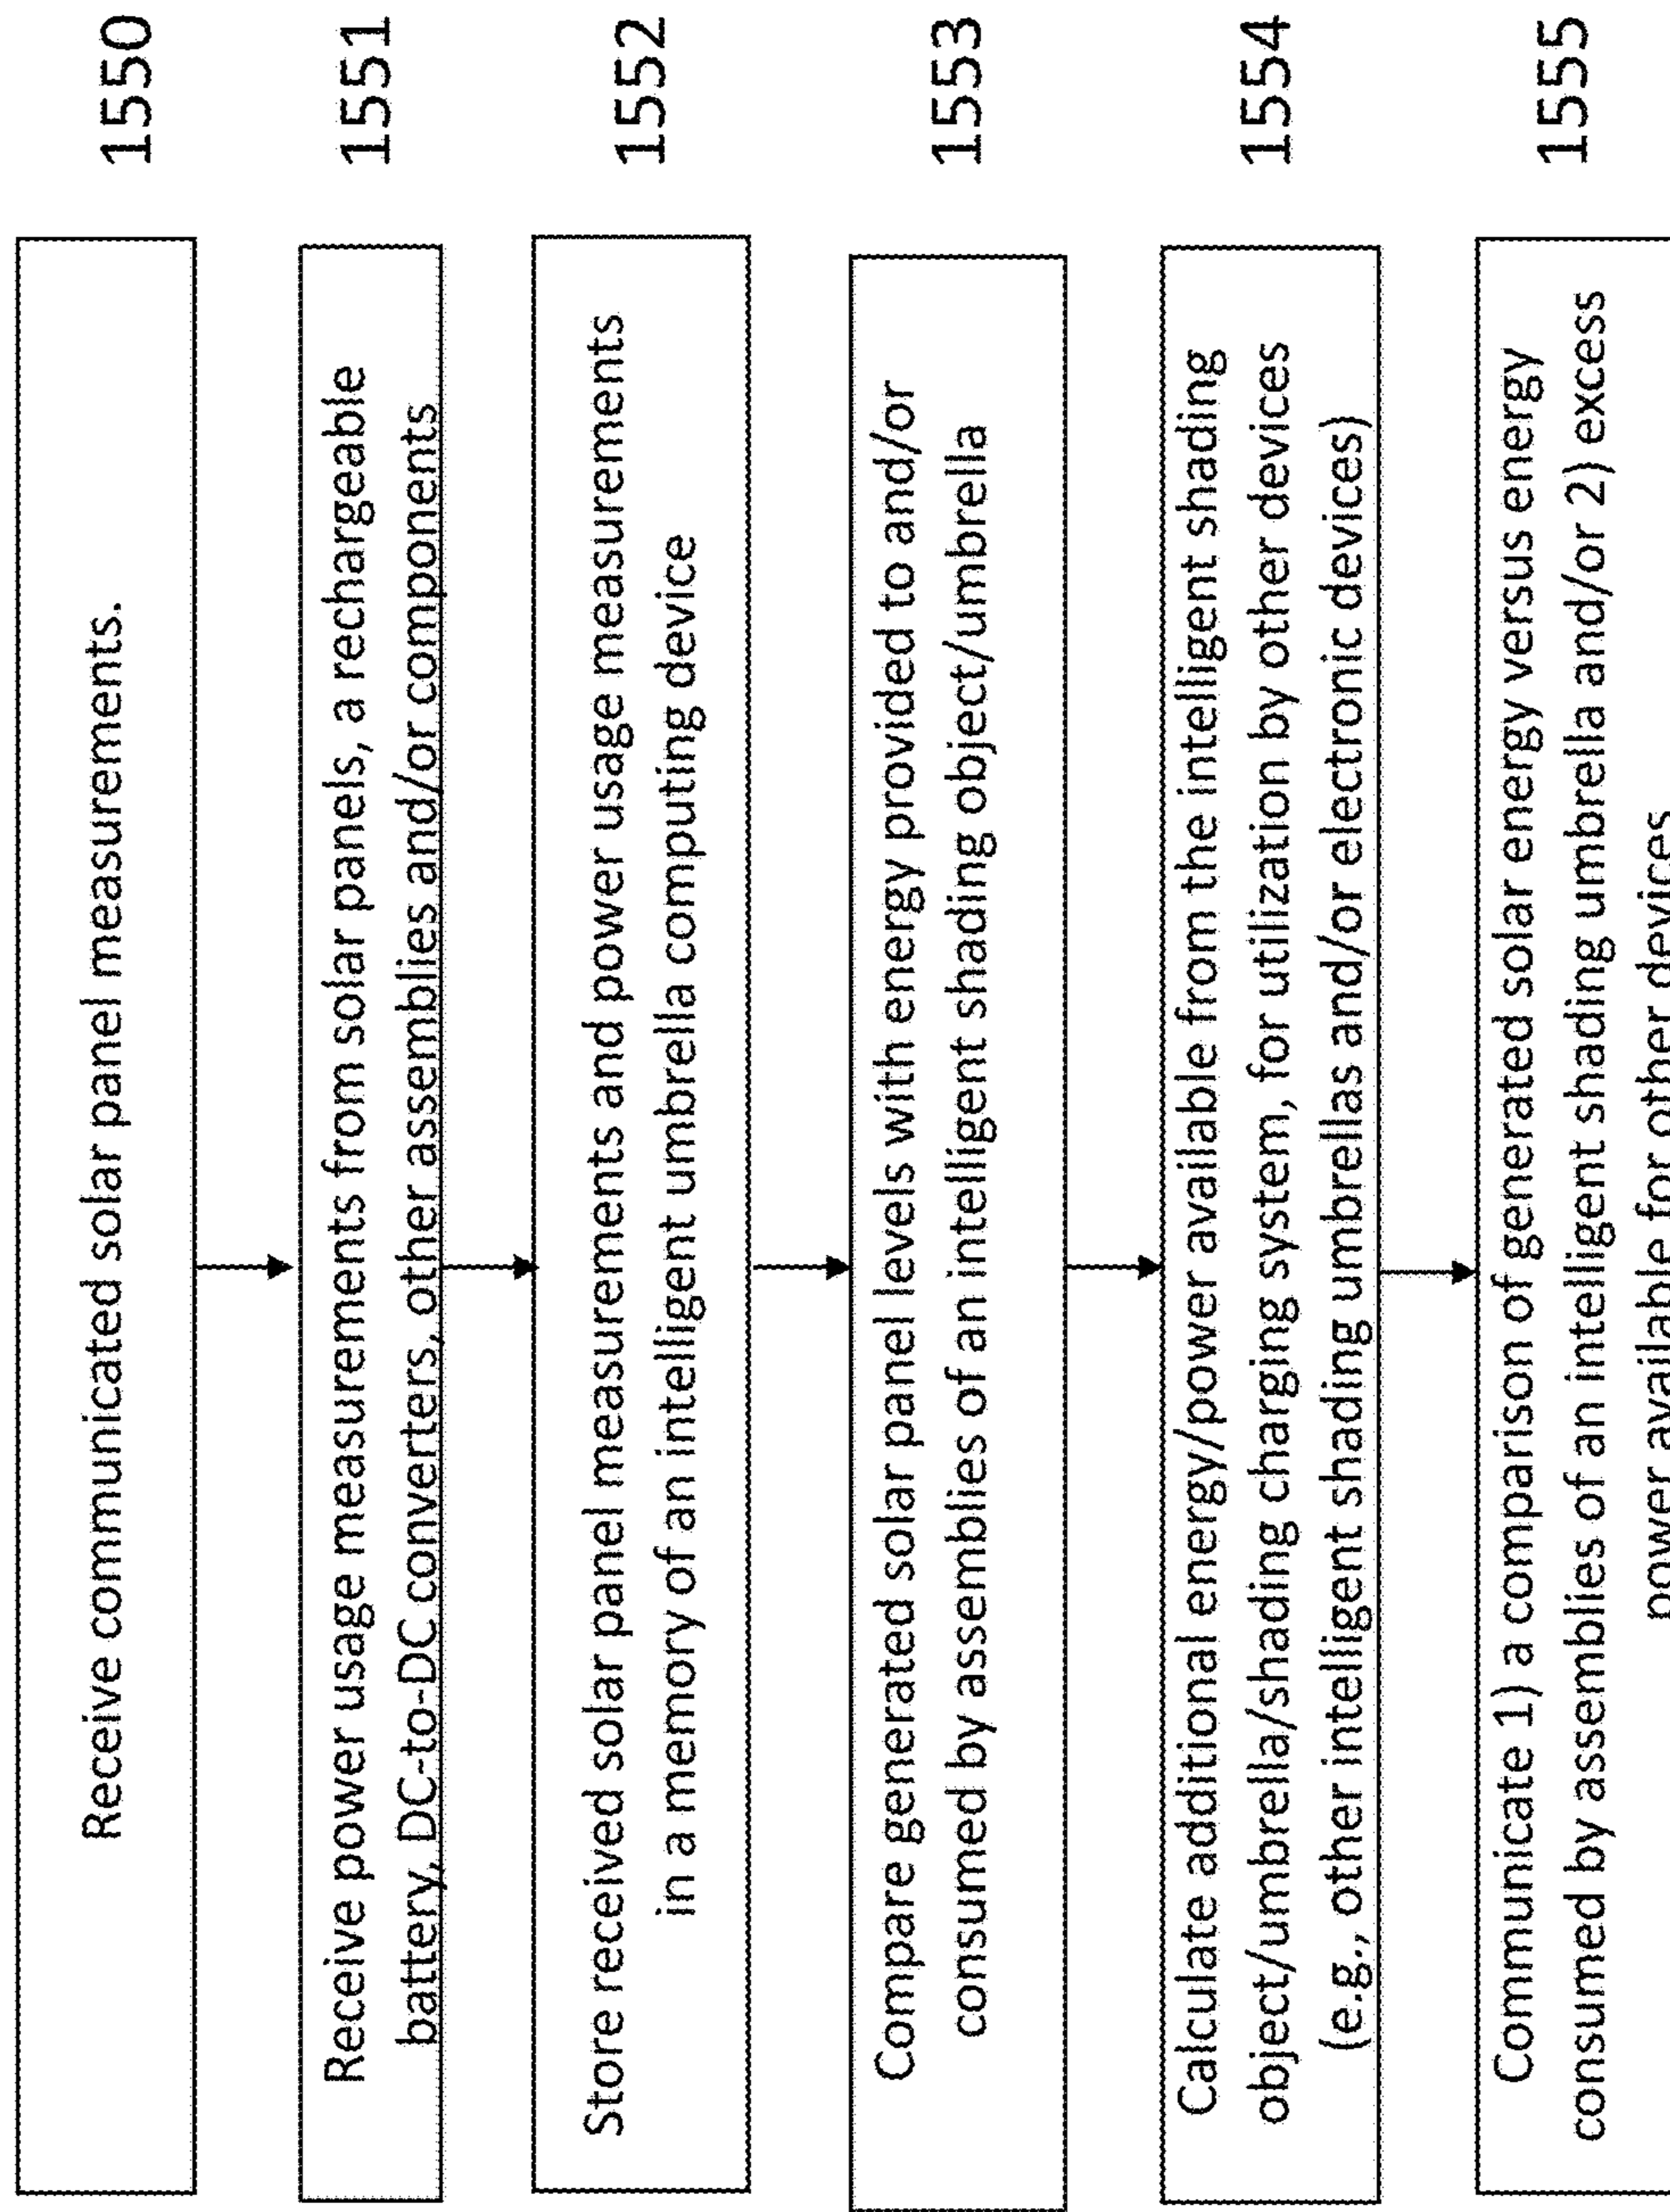 Receive communicated solar panel measurements.
1550
Receive power usage measurements from solar panels, a rechargeable
battery, DC-to-DC converters, other assemblies and/or components
1551
Store received solar panel measurements and power usage measurements
in a memory of an intelligent umbrella computing device
1552
Compare generated solar panel levels with energy provided to and/or
consumed by assemblies of an intelligent shading object/umbrella
1553
Calculate additional energy/power available from the intelligent shading
object/umbrella/shading charging system, for utilization by other devices
(e.g., other intelligent shading umbrellas and/or electronic devices)
1554
Communicate 1) a comparison of generated solar energy versus energy
consumed by assemblies of an intelligent shading umbrella and/or 2) excess
power available for other devices
1555